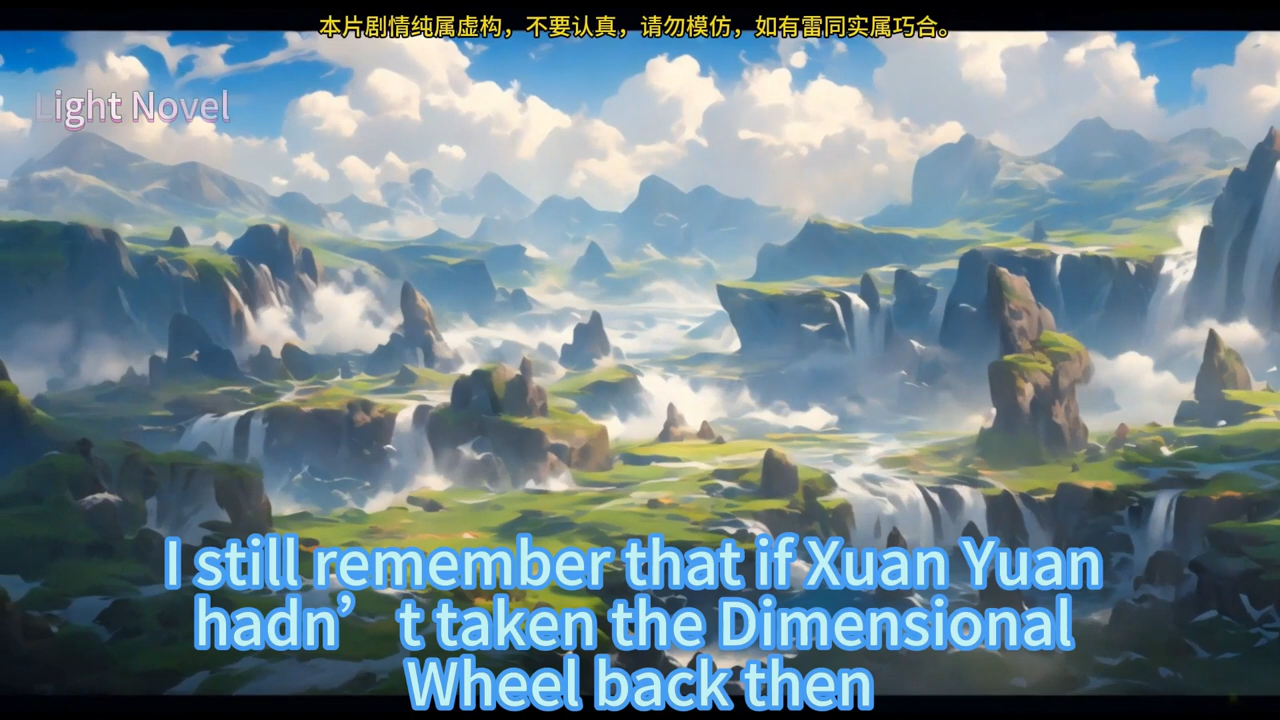 本片剧情纯属虚构，不要认真，请勿模仿，如有雷同实属巧合。
Light Novel
I still remember that if Xuan Yuan
hadn’t taken the Dimensional
Wheel back then